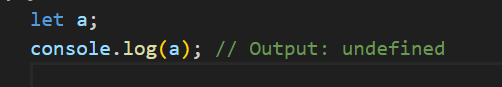 let a;
console.log(a); // Output: undefined